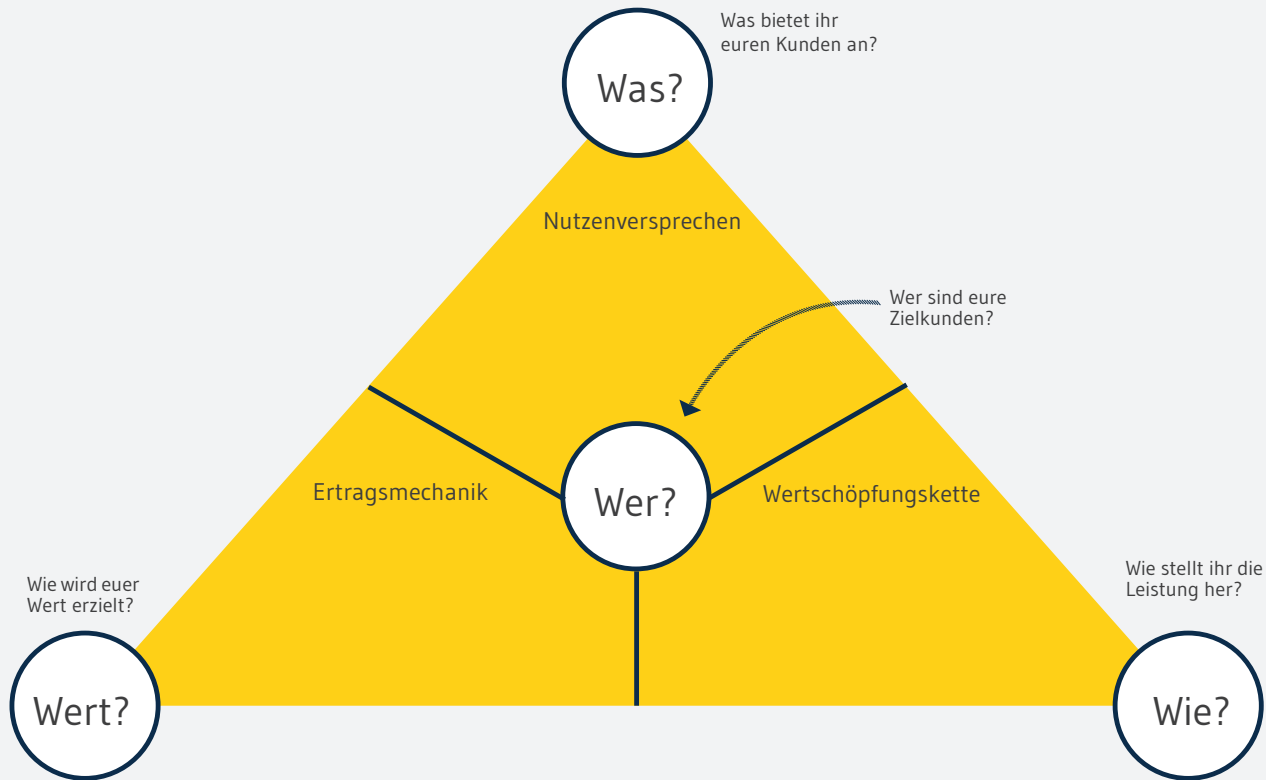 Was bietet ihr
euren Kunden an?
Was?
Nutzenversprechen
Wer sind eure
Zielkunden?
Ertragsmechanik
Wer?
Wertschöpfungskette
Wie wird euer
Wert erzielt?
Wert?
Wie stellt ihr die
Leistung her?
Wie?